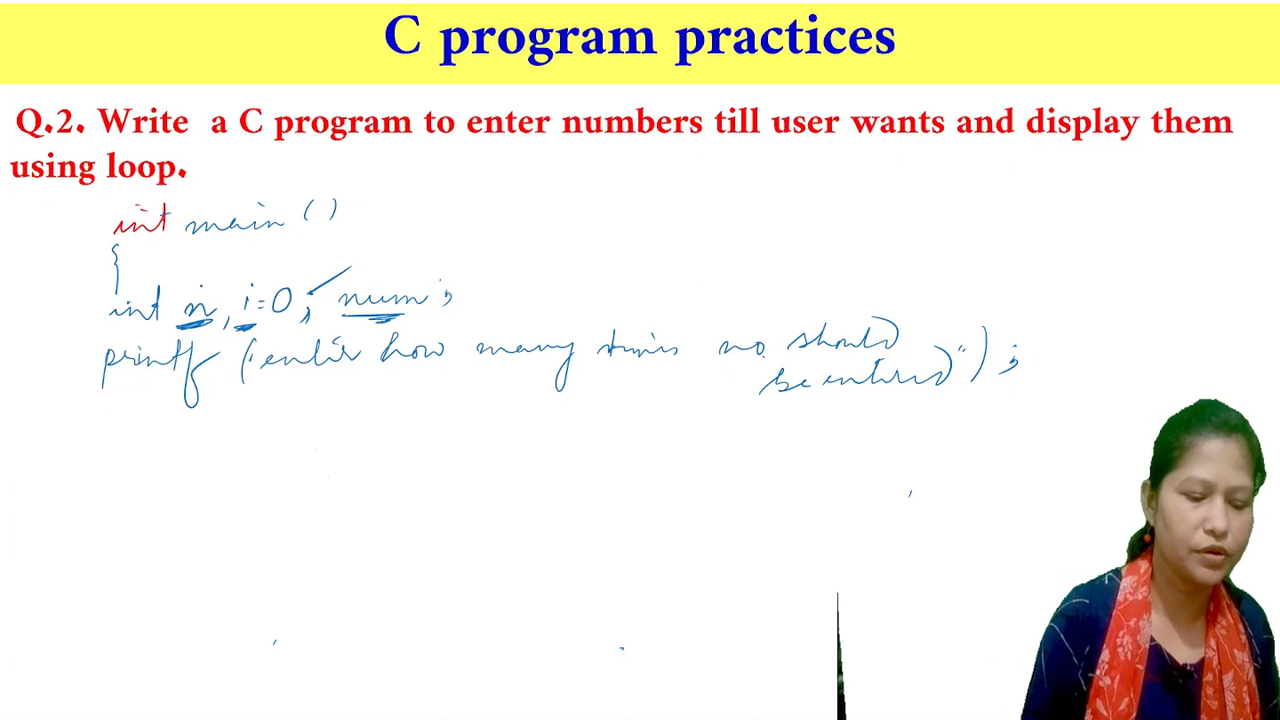 C program practices
Q.2. Write a C program to enter numbers till user wants and display them
using loop.
int main ( )
{
int n, i=0, num;
printf ("enter how many times no. should
be entered");